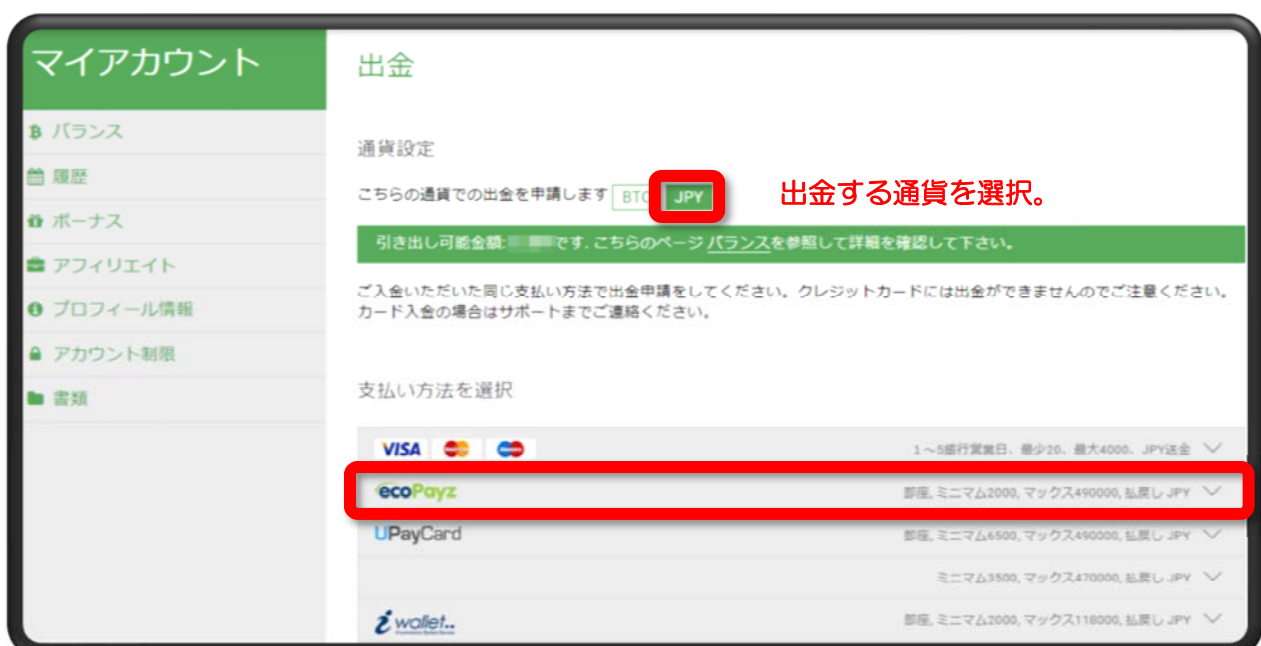 マイアカウント
バランス
履歴
ボーナス
アフィリエイト
プロフィール情報
アカウント制限
書類
出金
通貨設定
こちらの通貨での出金を申請します BTC JPY
出金する通貨を選択。
引き出し可能金額: です. こちらのページ バランスを参照して詳細を確認して下さい。
ご入金いただいた同じ支払い方法で出金申請をしてください。クレジットカードには出金ができませんのでご注意ください。
カード入金の場合はサポートまでご連絡ください。
支払い方法を選択
VISA 1～5銀行営業日、最少20、最大4000、JPY送金
ecoPayz 即座, ミニマム2000, マックス490000, 払戻し JPY
UPayCard 即座, ミニマム6500, マックス490000, 払戻し JPY
ミニマム3500, マックス470000, 払戻し JPY
i wallet.. 即座, ミニマム2000, マックス118000, 払戻し JPY